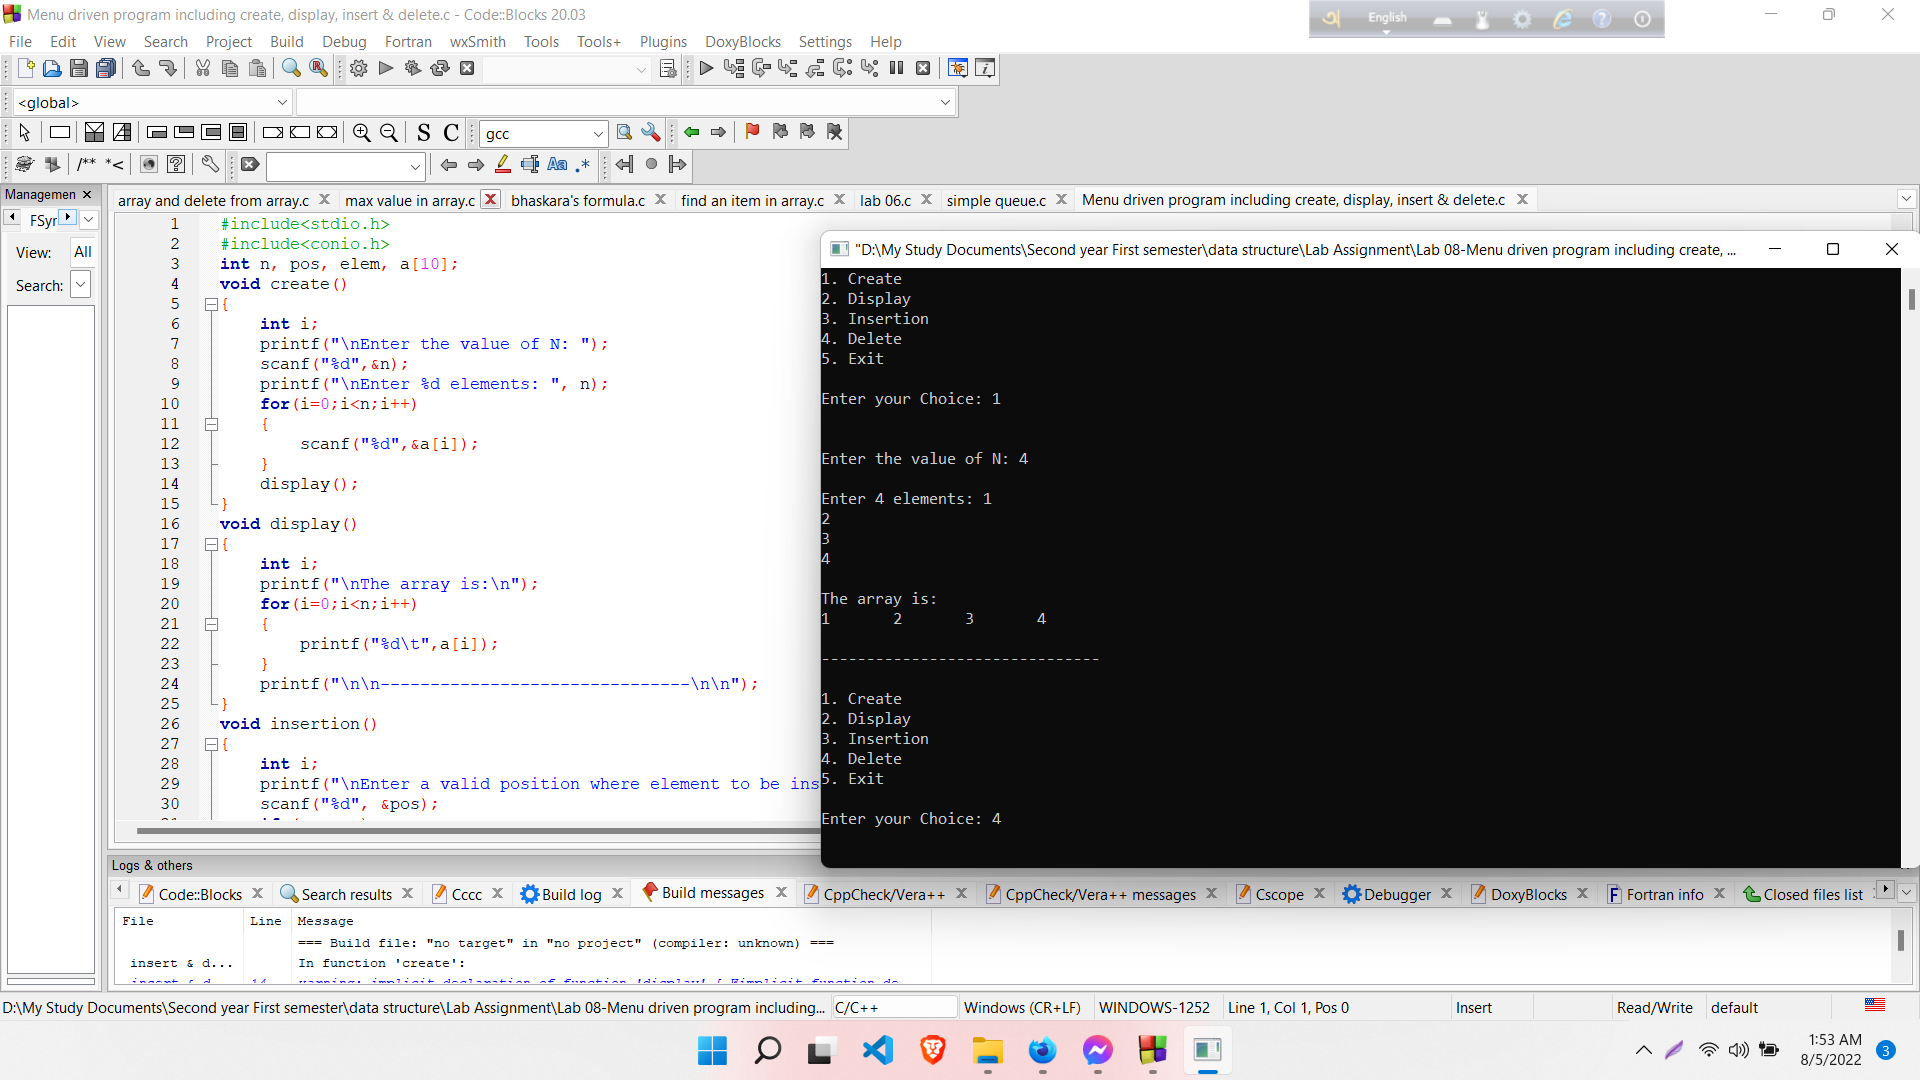 Menu driven program including create, display, insert & delete.c - Code::Blocks 20.03
English
File Edit View Search Project Build Debug Fortran wxSmith Tools Tools+ Plugins DoxyBlocks Settings Help
<global>
S C gcc
/** *< Aa .*
Managemen
array and delete from array.c max value in array.c bhaskara's formula.c find an item in array.c lab 06.c simple queue.c Menu driven program including create, display, insert & delete.c
FSyr
View: All
Search:
1 #include<stdio.h>
2 #include<conio.h>
3 int n, pos, elem, a[10];
4 void create()
5 {
6 int i;
7 printf("\nEnter the value of N: ");
8 scanf("%d",&n);
9 printf("\nEnter %d elements: ", n);
10 for(i=0;i<n;i++)
11 {
12 scanf("%d",&a[i]);
13 }
14 display();
15 }
16 void display()
17 {
18 int i;
19 printf("\nThe array is:\n");
20 for(i=0;i<n;i++)
21 {
22 printf("%d\t",a[i]);
23 }
24 printf("\n\n-------------------------------\n\n");
25 }
26 void insertion()
27 {
28 int i;
29 printf("\nEnter a valid position where element to be ins
30 scanf("%d", &pos);
"D:\My Study Documents\Second year First semester\data structure\Lab Assignment\Lab 08-Menu driven program including create, ...
1. Create
2. Display
3. Insertion
4. Delete
5. Exit
Enter your Choice: 1
Enter the value of N: 4
Enter 4 elements: 1
2
3
4
The array is:
1 2 3 4
-------------------------------
1. Create
2. Display
3. Insertion
4. Delete
5. Exit
Enter your Choice: 4
Logs & others
Code::Blocks Search results Cccc Build log Build messages CppCheck/Vera++ CppCheck/Vera++ messages Cscope Debugger DoxyBlocks Fortran info Closed files list
File Line Message
=== Build file: "no target" in "no project" (compiler: unknown) ===
insert & d... In function 'create':
D:\My Study Documents\Second year First semester\data structure\Lab Assignment\Lab 08-Menu driven program including... C/C++ Windows (CR+LF) WINDOWS-1252 Line 1, Col 1, Pos 0 Insert Read/Write default
1:53 AM
8/5/2022
3